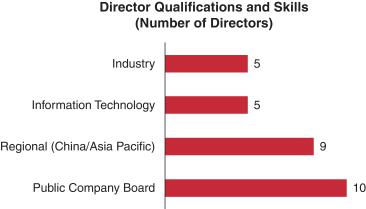 Director Qualifications and Skills
(Number of Directors)
Industry 5
Information Technology 5
Regional (China/Asia Pacific) 9
Public Company Board 10